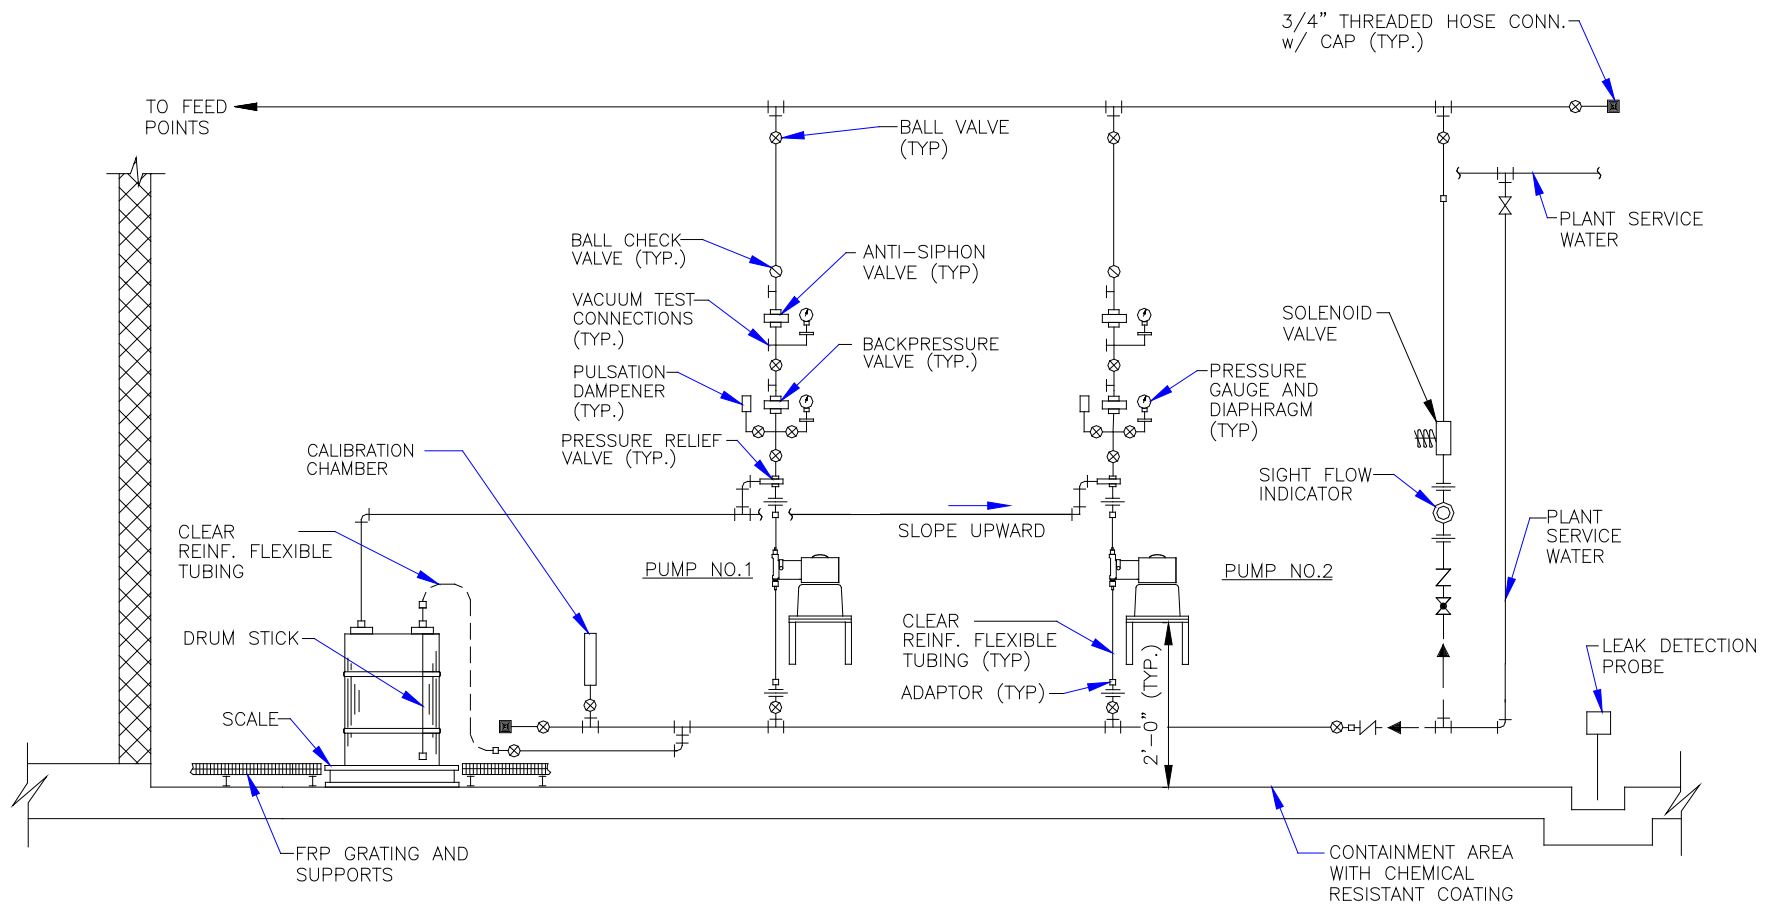 3/4" THREADED HOSE CONN.
w/ CAP (TYP.)
TO FEED
POINTS
BALL VALVE
(TYP)
PLANT SERVICE
WATER
BALL CHECK
VALVE (TYP.)
ANTI-SIPHON
VALVE (TYP)
VACUUM TEST
CONNECTIONS
(TYP.)
SOLENOID
VALVE
BACKPRESSURE
VALVE (TYP.)
PULSATION
DAMPENER
(TYP.)
PRESSURE
GAUGE AND
DIAPHRAGM
(TYP)
PRESSURE RELIEF
VALVE (TYP.)
CALIBRATION
CHAMBER
SIGHT FLOW
INDICATOR
CLEAR
REINF. FLEXIBLE
TUBING
SLOPE UPWARD
PLANT
SERVICE
WATER
PUMP NO.1
PUMP NO.2
DRUM STICK
CLEAR
REINF. FLEXIBLE
TUBING (TYP)
ADAPTOR (TYP)
2'-0" (TYP.)
LEAK DETECTION
PROBE
SCALE
FRP GRATING AND
SUPPORTS
CONTAINMENT AREA
WITH CHEMICAL
RESISTANT COATING